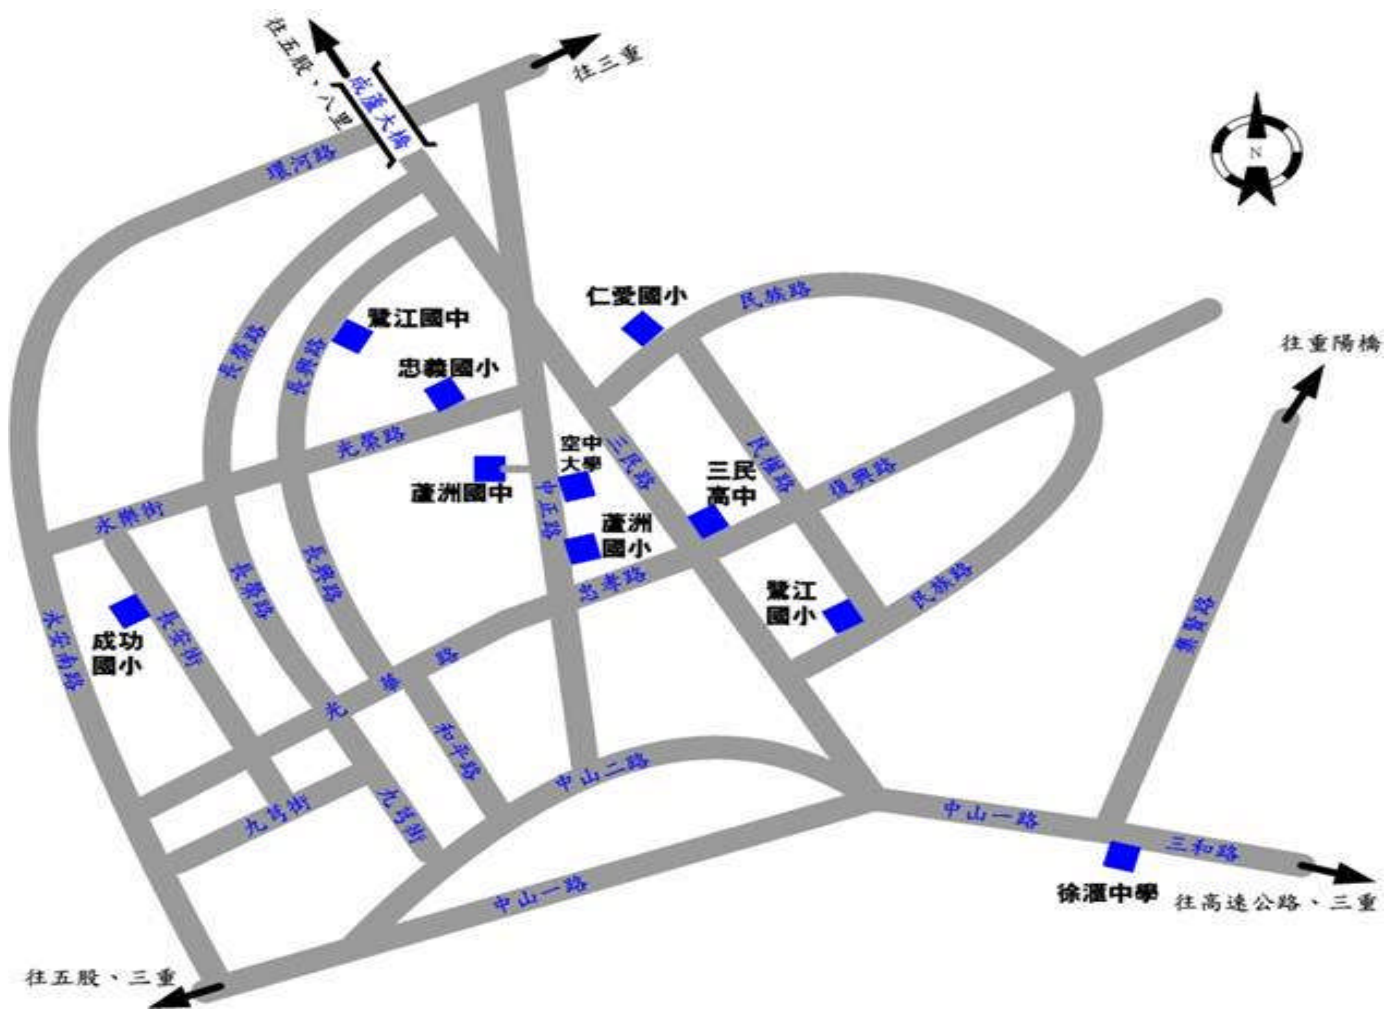 往五股、八里
成蘆大橋
往三重
環河路
N
仁愛國小
民族路
鷺江國中
長榮路
長興路
忠義國小
往重陽橋
光榮路
空中
大學
三民路
民權路
三民
高中
復興路
蘆洲國中
中正路
蘆洲
國小
永樂街
長榮路
長興路
忠孝路
鷺江
國小
民族路
集賢路
永安南路
成功
國小
長安街
光華路
和平路
中山二路
九芎街
九芎街
中山一路
三和路
中山一路
徐滙中學
往高速公路、三重
往五股、三重